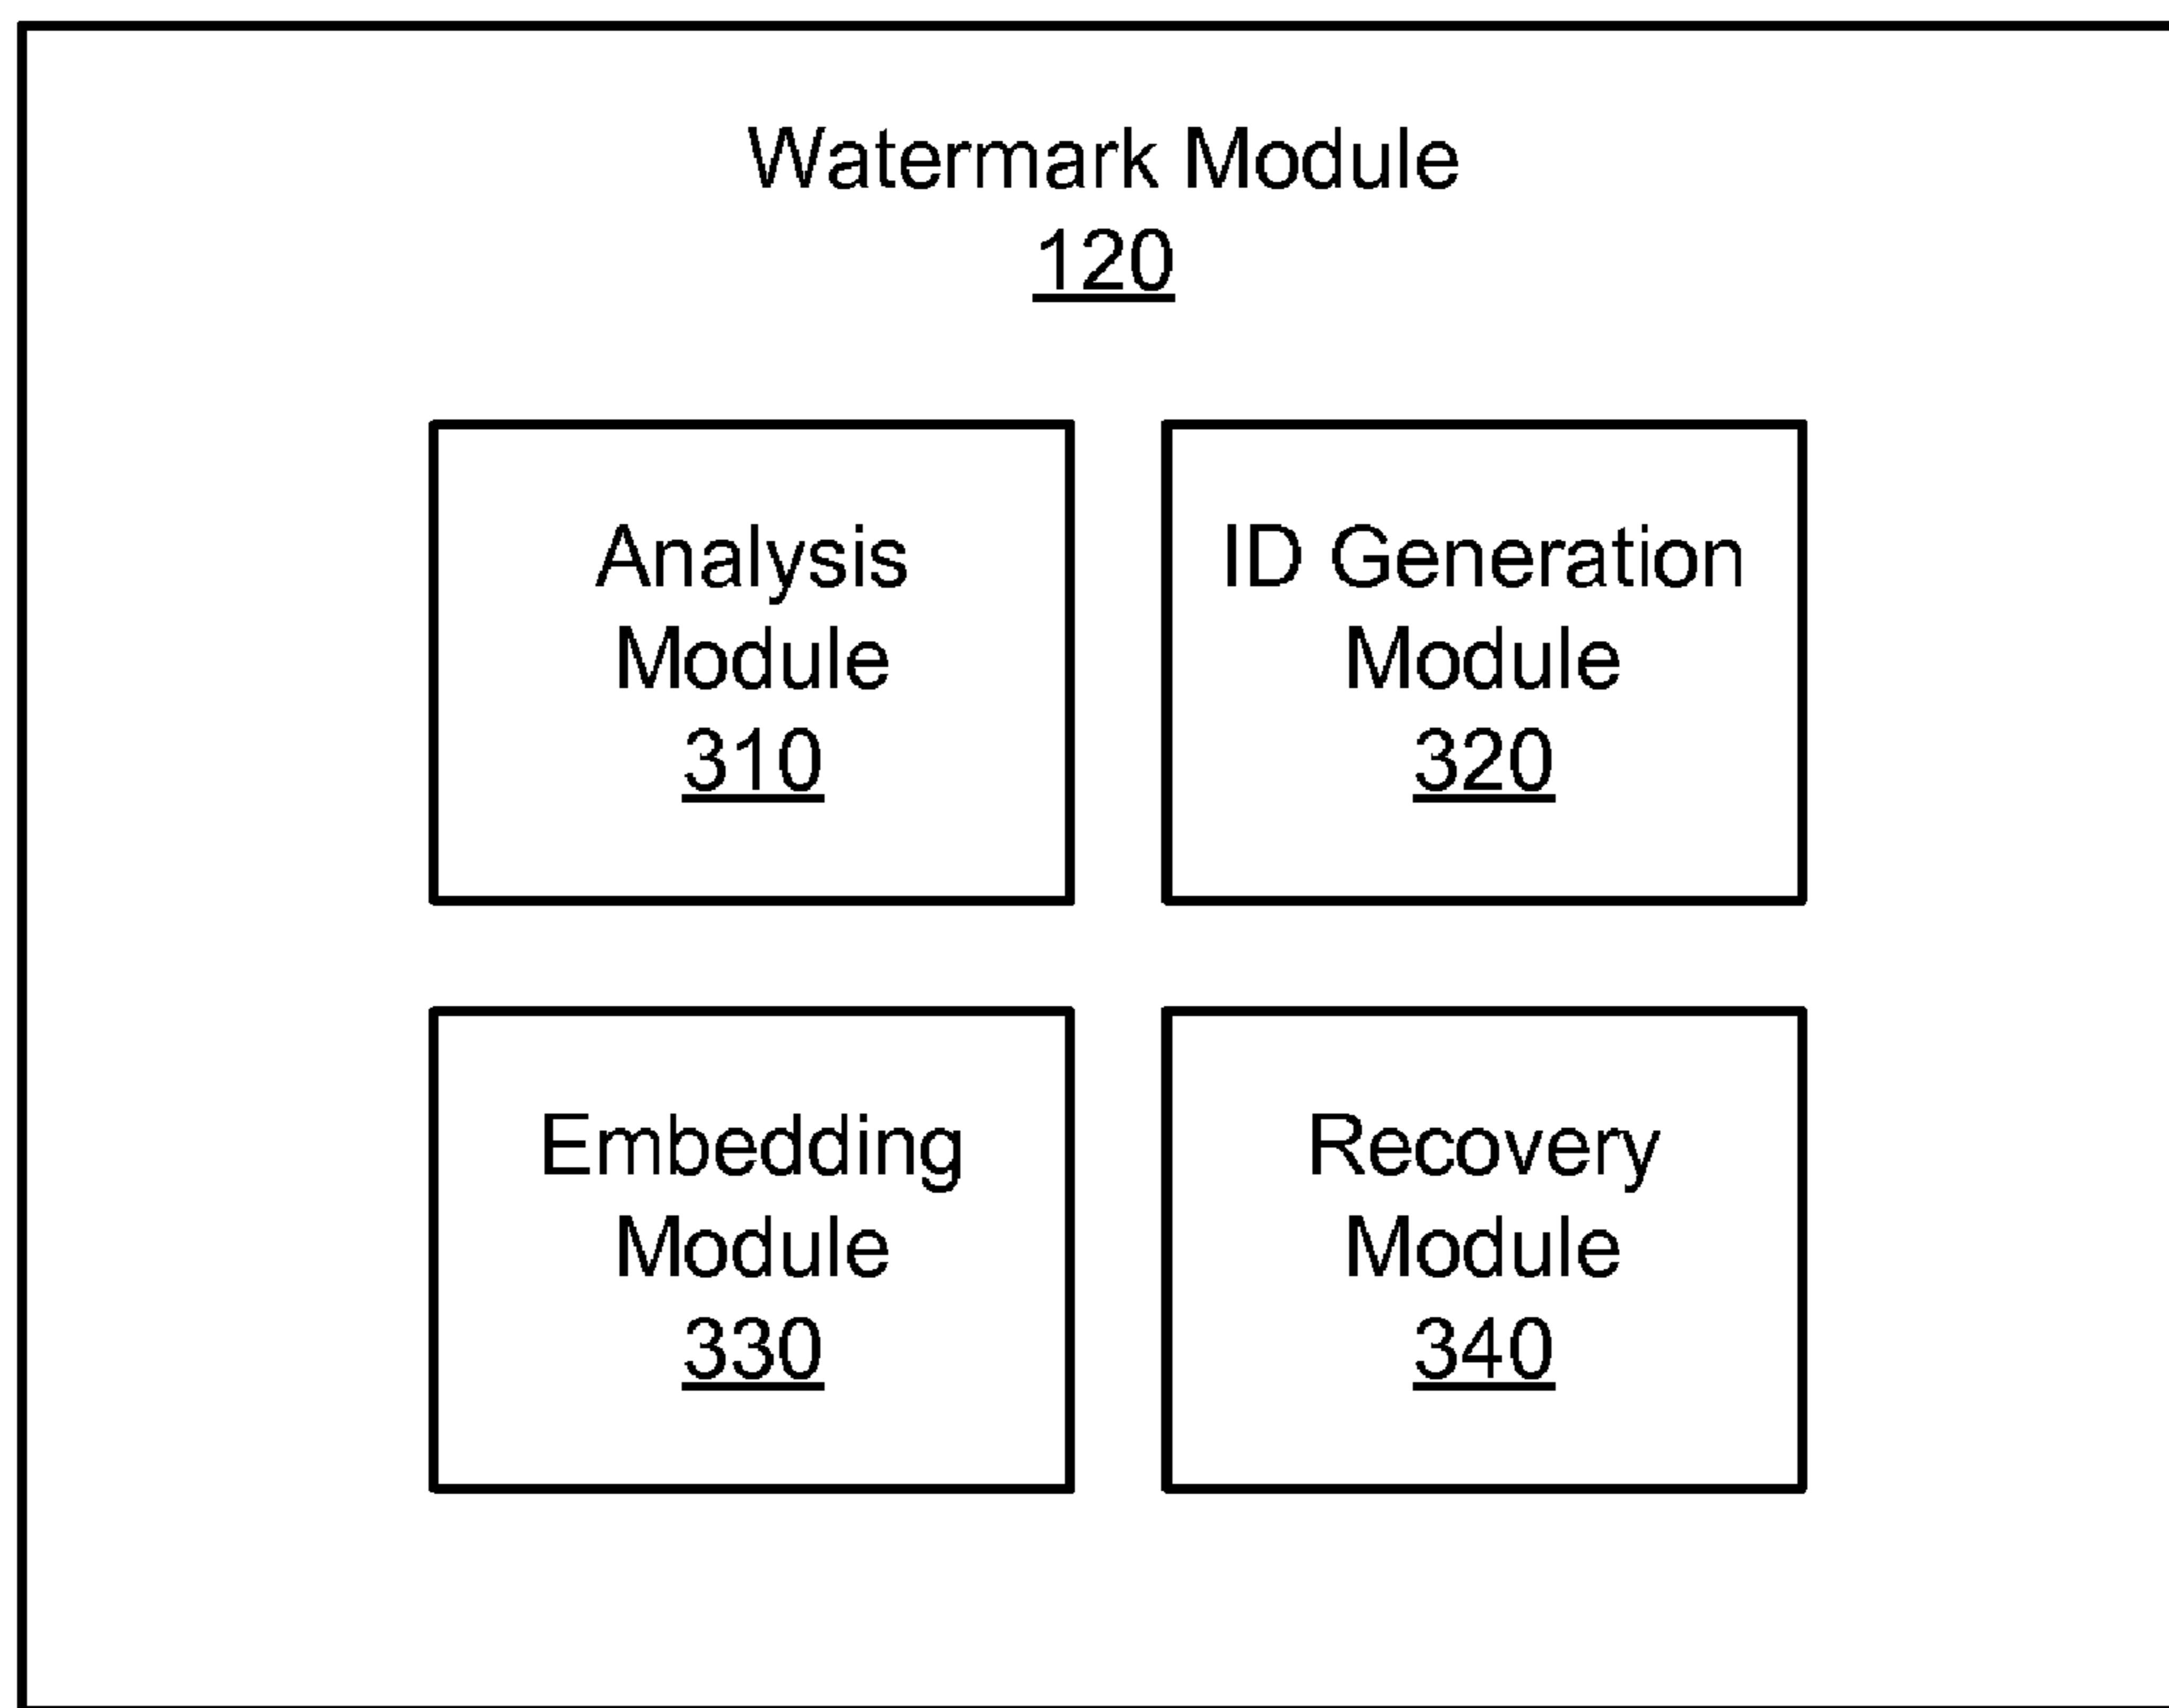 Watermark Module
120
Analysis
Module
310
ID Generation
Module
320
Embedding
Module
330
Recovery
Module
340